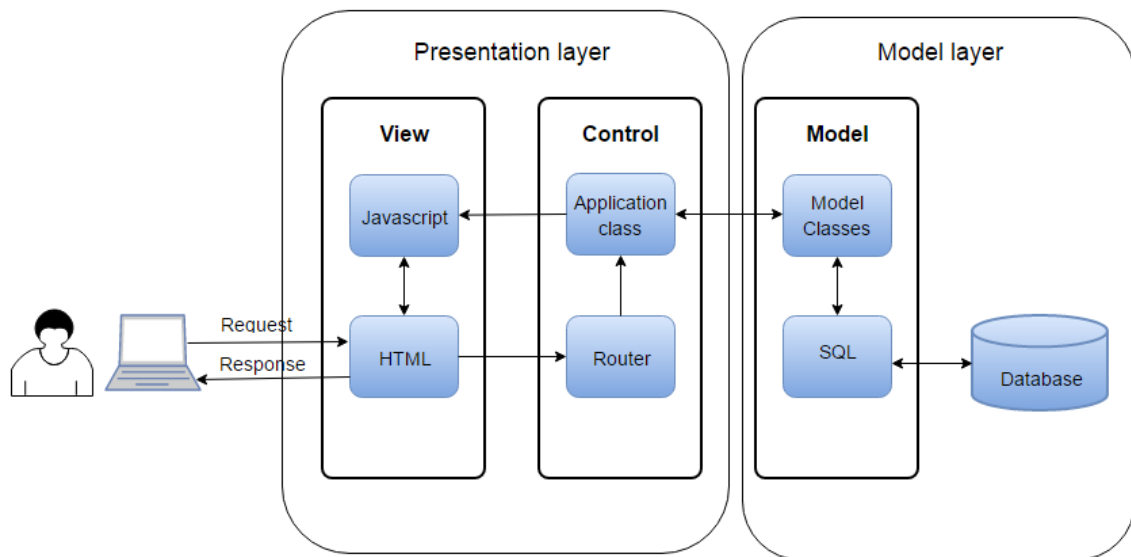 Presentation layer
Model layer
View
Control
Model
Javascript
Application
class
Model
Classes
Request
Response
HTML
Router
SQL
Database